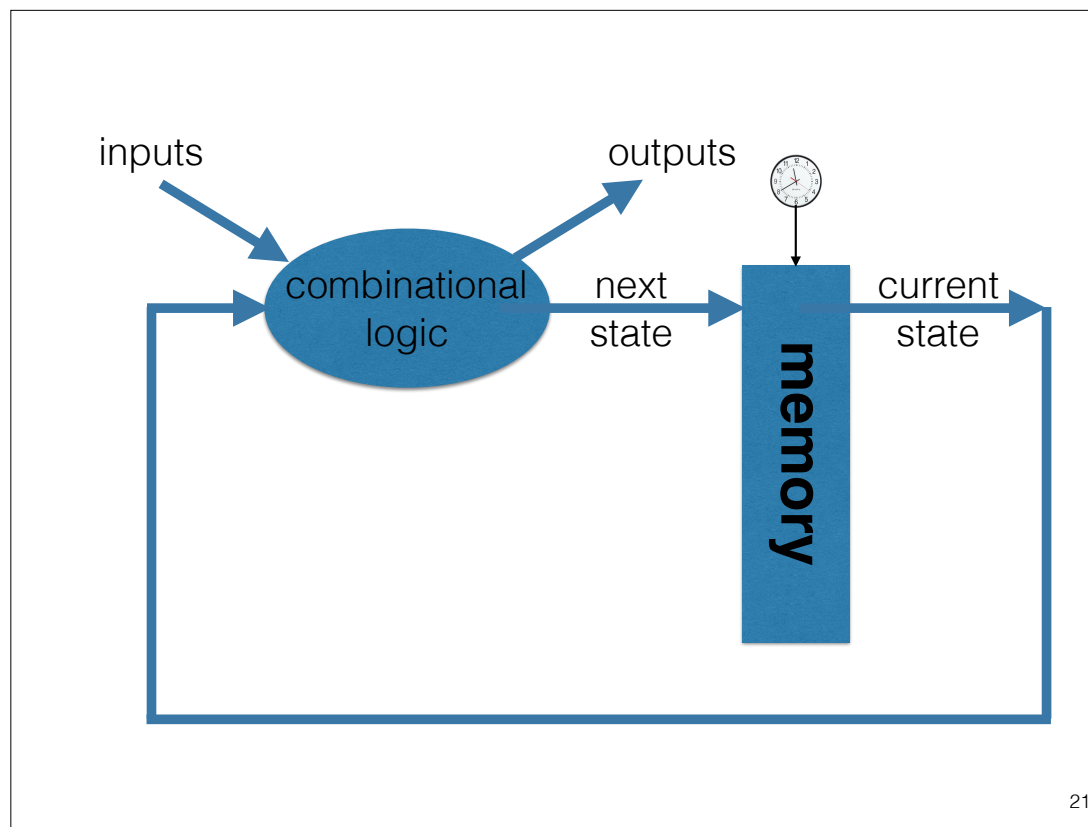 inputs
outputs
combinational
logic
next
state
memory
current
state
21